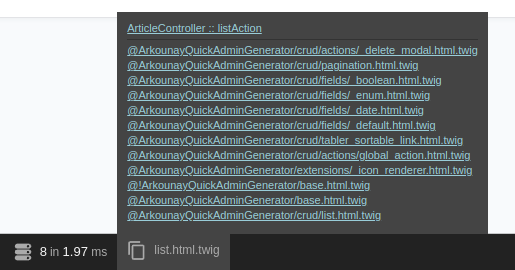 ArticleController :: listAction
@ArkounayQuickAdminGenerator/crud/actions/_delete_modal.html.twig
@ArkounayQuickAdminGenerator/crud/pagination.html.twig
@ArkounayQuickAdminGenerator/crud/fields/_boolean.html.twig
@ArkounayQuickAdminGenerator/crud/fields/_enum.html.twig
@ArkounayQuickAdminGenerator/crud/fields/_date.html.twig
@ArkounayQuickAdminGenerator/crud/fields/_default.html.twig
@ArkounayQuickAdminGenerator/crud/tabler_sortable_link.html.twig
@ArkounayQuickAdminGenerator/crud/actions/global_action.html.twig
@ArkounayQuickAdminGenerator/extensions/_icon_renderer.html.twig
@!ArkounayQuickAdminGenerator/base.html.twig
@ArkounayQuickAdminGenerator/base.html.twig
@ArkounayQuickAdminGenerator/crud/list.html.twig
8 in 1.97 ms list.html.twig